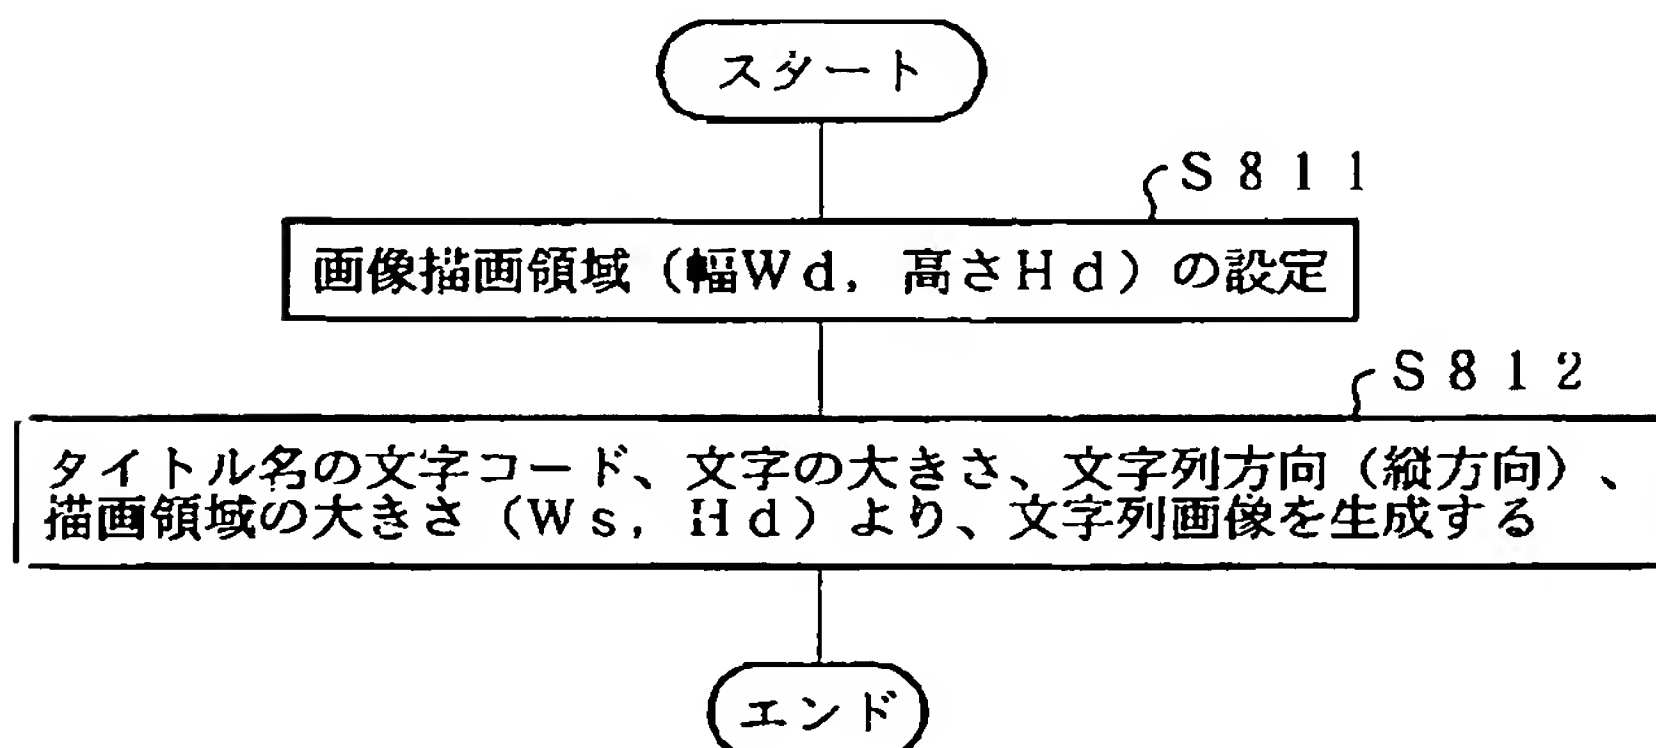 スタート
S811
画像描画領域（幅Wd，高さHd）の設定
S812
タイトル名の文字コード、文字の大きさ、文字列方向（縦方向）、
描画領域の大きさ（Ws，Hd）より、文字列画像を生成する
エンド